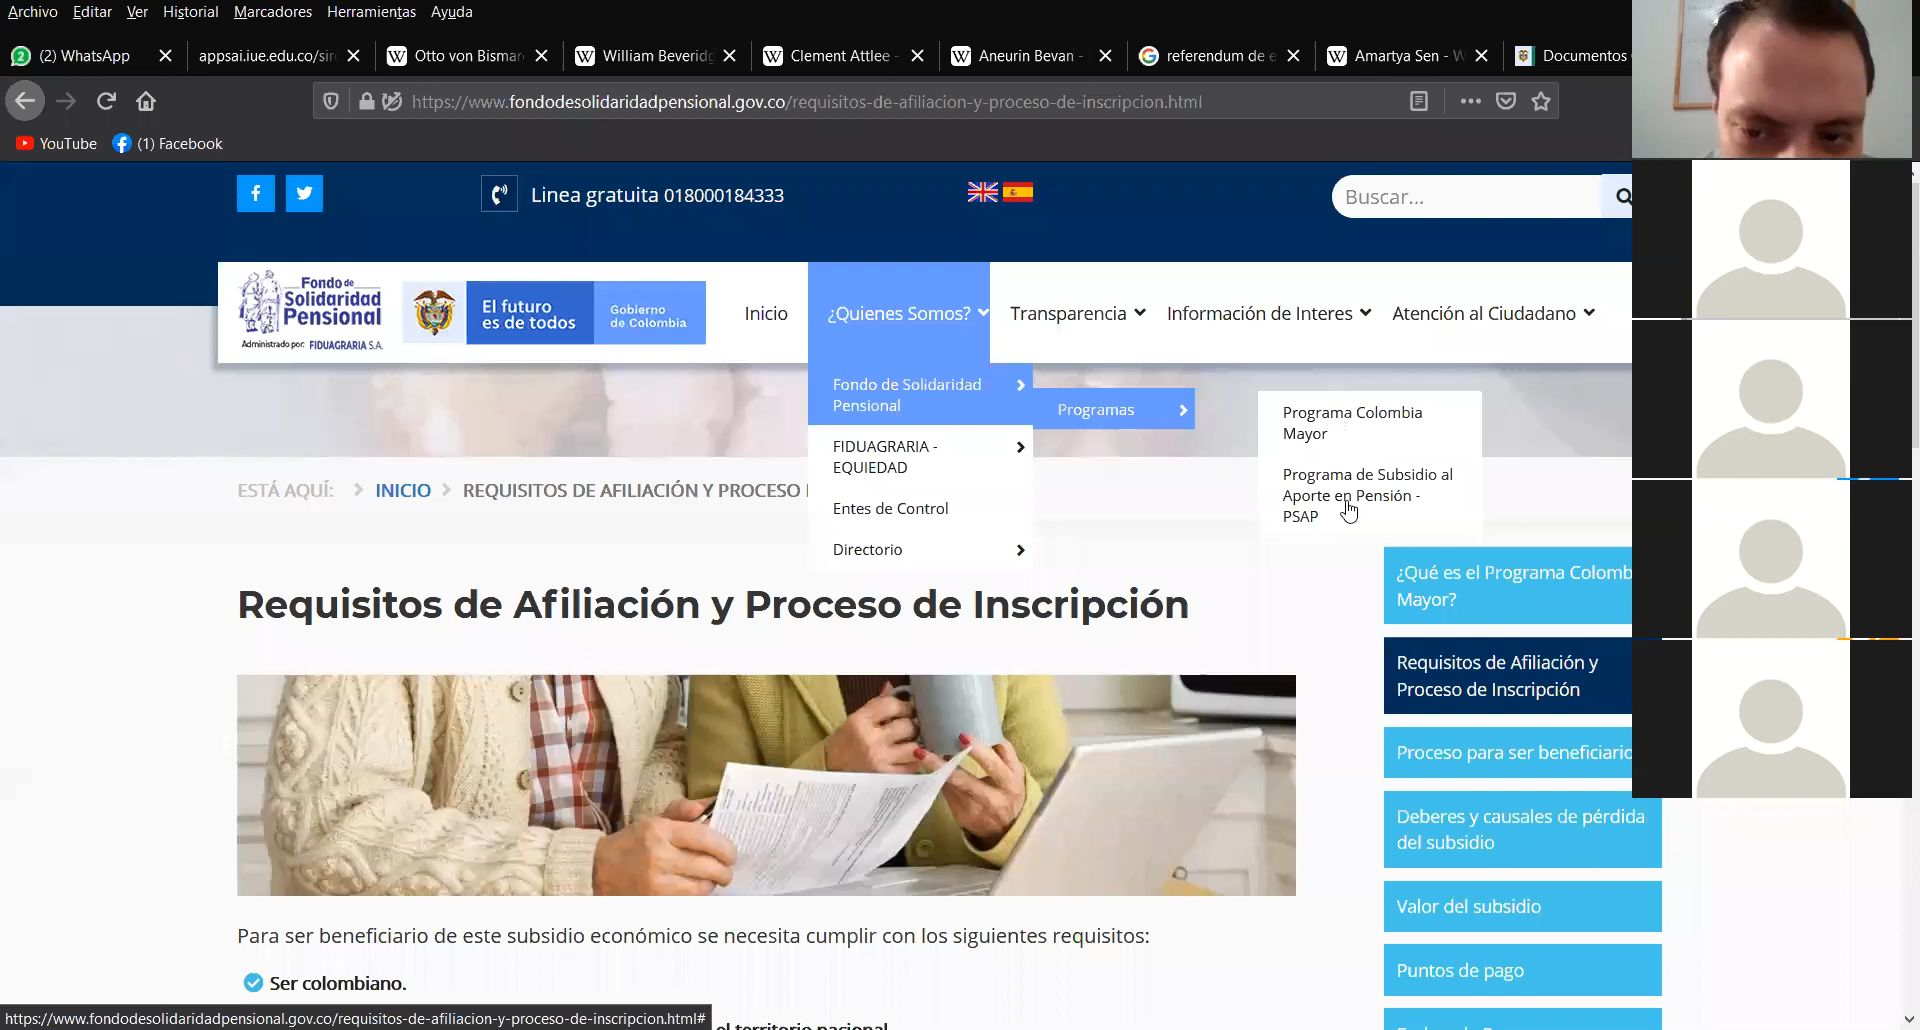 Archivo Editar Ver Historial Marcadores Herramientas Ayuda
(2) WhatsApp
appsai.iue.edu.co/sir
Otto von Bismar
William Beveridg
Clement Attlee -
Aneurin Bevan -
referendum de e
Amartya Sen - W
Documentos
https://www.fondodesolidaridadpensional.gov.co/requisitos-de-afiliacion-y-proceso-de-inscripcion.html
YouTube
(1) Facebook
Linea gratuita 018000184333
Buscar...
Fondo de
Solidaridad
Pensional
Administrado por: FIDUAGRARIA S.A.
El futuro
es de todos
Gobierno
de Colombia
Inicio
¿Quienes Somos?
Transparencia
Información de Interes
Atención al Ciudadano
Fondo de Solidaridad
Pensional
Programas
Programa Colombia
Mayor
FIDUAGRARIA -
EQUIEDAD
Programa de Subsidio al
Aporte en Pensión -
PSAP
Entes de Control
Directorio
ESTÁ AQUÍ: INICIO REQUISITOS DE AFILIACIÓN Y PROCESO
Requisitos de Afiliación y Proceso de Inscripción
¿Qué es el Programa Colomb
Mayor?
Requisitos de Afiliación y
Proceso de Inscripción
Proceso para ser beneficiario
Deberes y causales de pérdida
del subsidio
Valor del subsidio
Puntos de pago
Para ser beneficiario de este subsidio económico se necesita cumplir con los siguientes requisitos:
Ser colombiano.
el territorio nacional
https://www.fondodesolidaridadpensional.gov.co/requisitos-de-afiliacion-y-proceso-de-inscripcion.html#